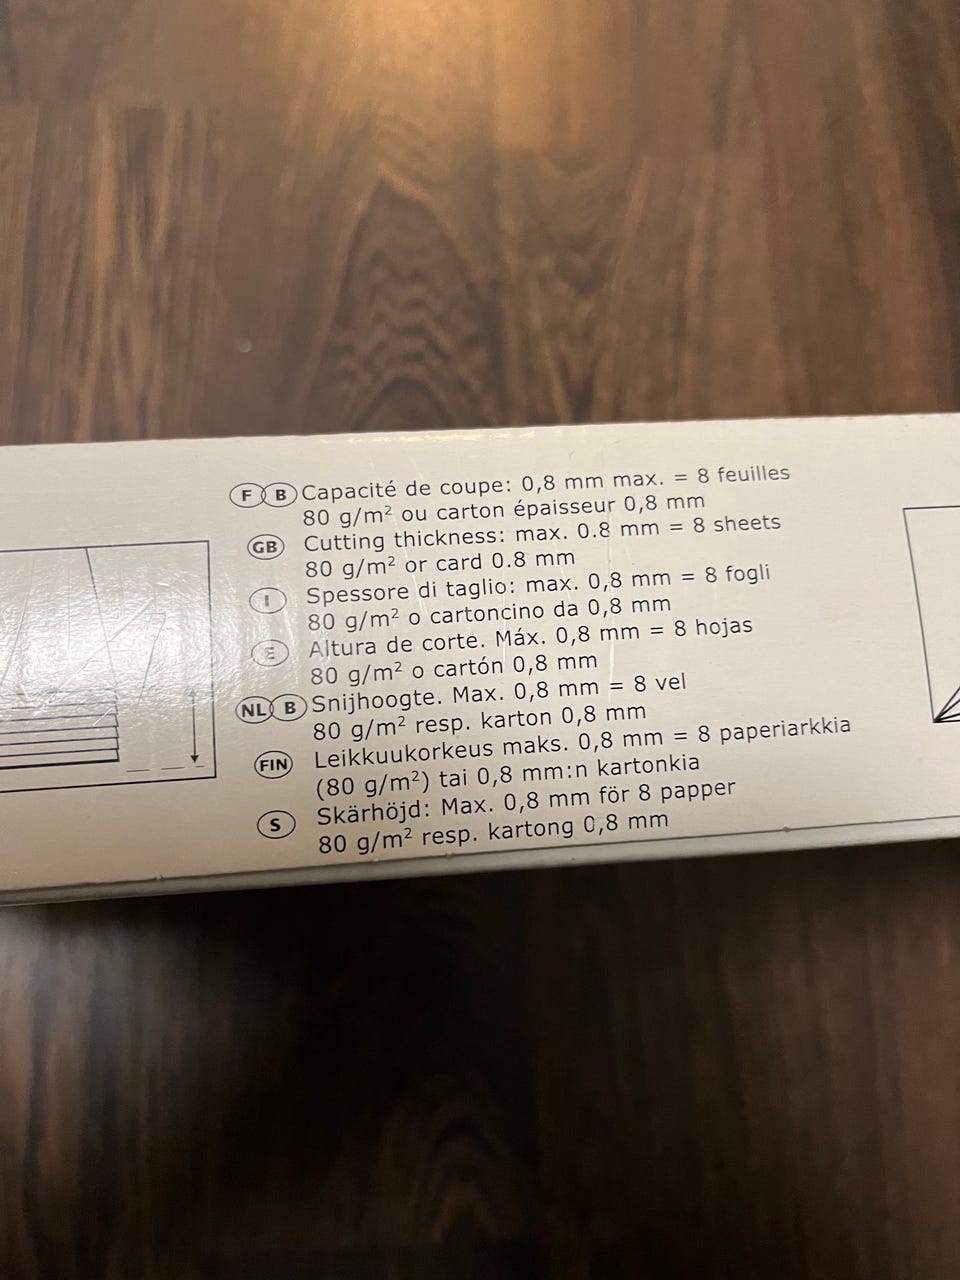 F B Capacité de coupe: 0,8 mm max. = 8 feuilles
80 g/m² ou carton épaisseur 0,8 mm
GB Cutting thickness: max. 0.8 mm = 8 sheets
80 g/m² or card 0.8 mm
I Spessore di taglio: max. 0,8 mm = 8 fogli
80 g/m² o cartoncino da 0,8 mm
E Altura de corte. Máx. 0,8 mm = 8 hojas
80 g/m² o cartón 0,8 mm
NL B Snijhoogte. Max. 0,8 mm = 8 vel
80 g/m² resp. karton 0,8 mm
FIN Leikkuukorkeus maks. 0,8 mm = 8 paperiarkkia
(80 g/m²) tai 0,8 mm:n kartonkia
S Skärhöjd: Max. 0,8 mm för 8 papper
80 g/m² resp. kartong 0,8 mm